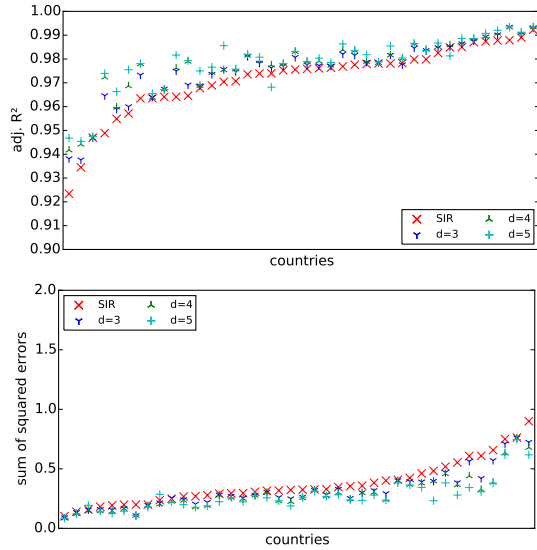 1.00
0.99
0.98
0.97
0.96
0.95
0.94
0.93
0.92
0.91
0.90
adj. R²
SIR
d=3
d=4
d=5
countries
2.0
1.5
1.0
0.5
0.0
sum of squared errors
SIR
d=3
d=4
d=5
countries